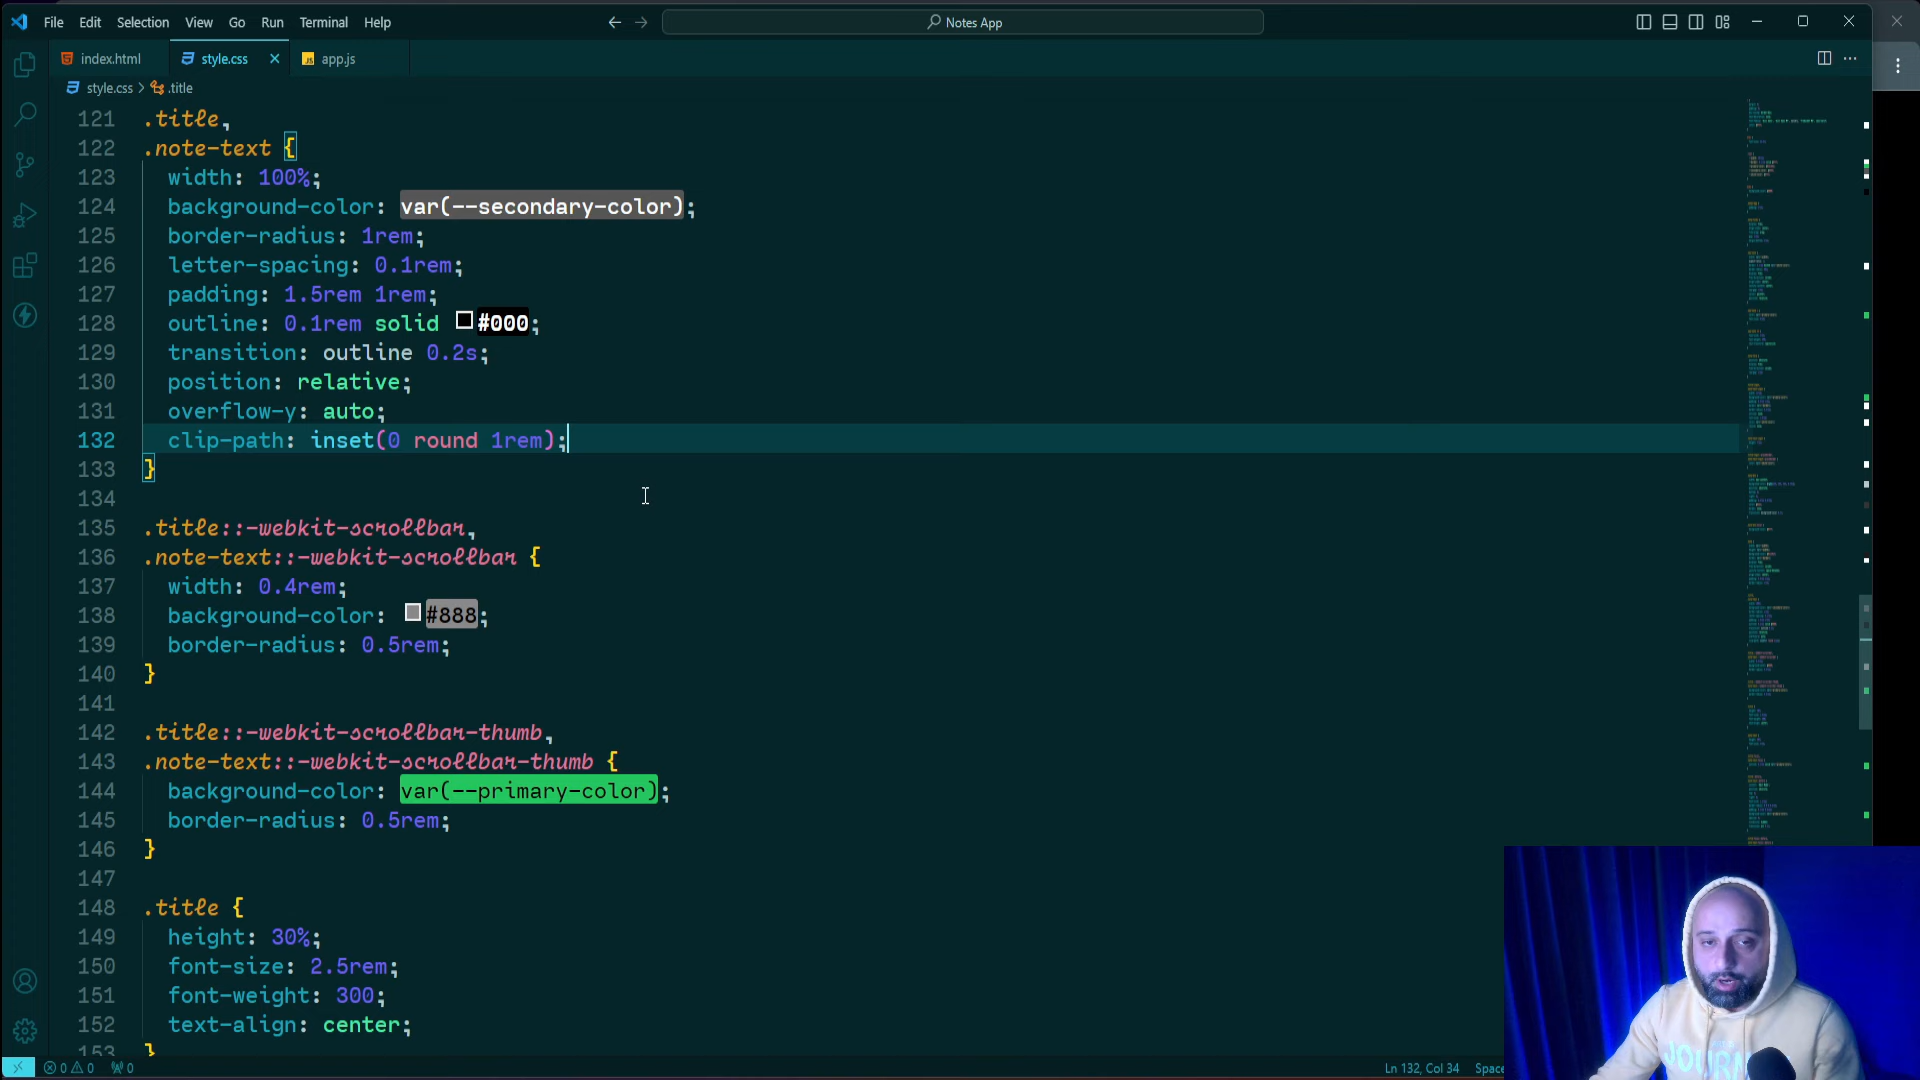 File Edit Selection View Go Run Terminal Help
Notes App
index.html style.css app.js
style.css > .title
121 .title,
122 .note-text {
123 width: 100%;
124 background-color: var(--secondary-color);
125 border-radius: 1rem;
126 letter-spacing: 0.1rem;
127 padding: 1.5rem 1rem;
128 outline: 0.1rem solid #000;
129 transition: outline 0.2s;
130 position: relative;
131 overflow-y: auto;
132 clip-path: inset(0 round 1rem);
133 }
134
135 .title::-webkit-scrollbar,
136 .note-text::-webkit-scrollbar {
137 width: 0.4rem;
138 background-color: #888;
139 border-radius: 0.5rem;
140 }
141
142 .title::-webkit-scrollbar-thumb,
143 .note-text::-webkit-scrollbar-thumb {
144 background-color: var(--primary-color);
145 border-radius: 0.5rem;
146 }
147
148 .title {
149 height: 30%;
150 font-size: 2.5rem;
151 font-weight: 300;
152 text-align: center;
153 }
0 0 0 Ln 132, Col 34
JOURN